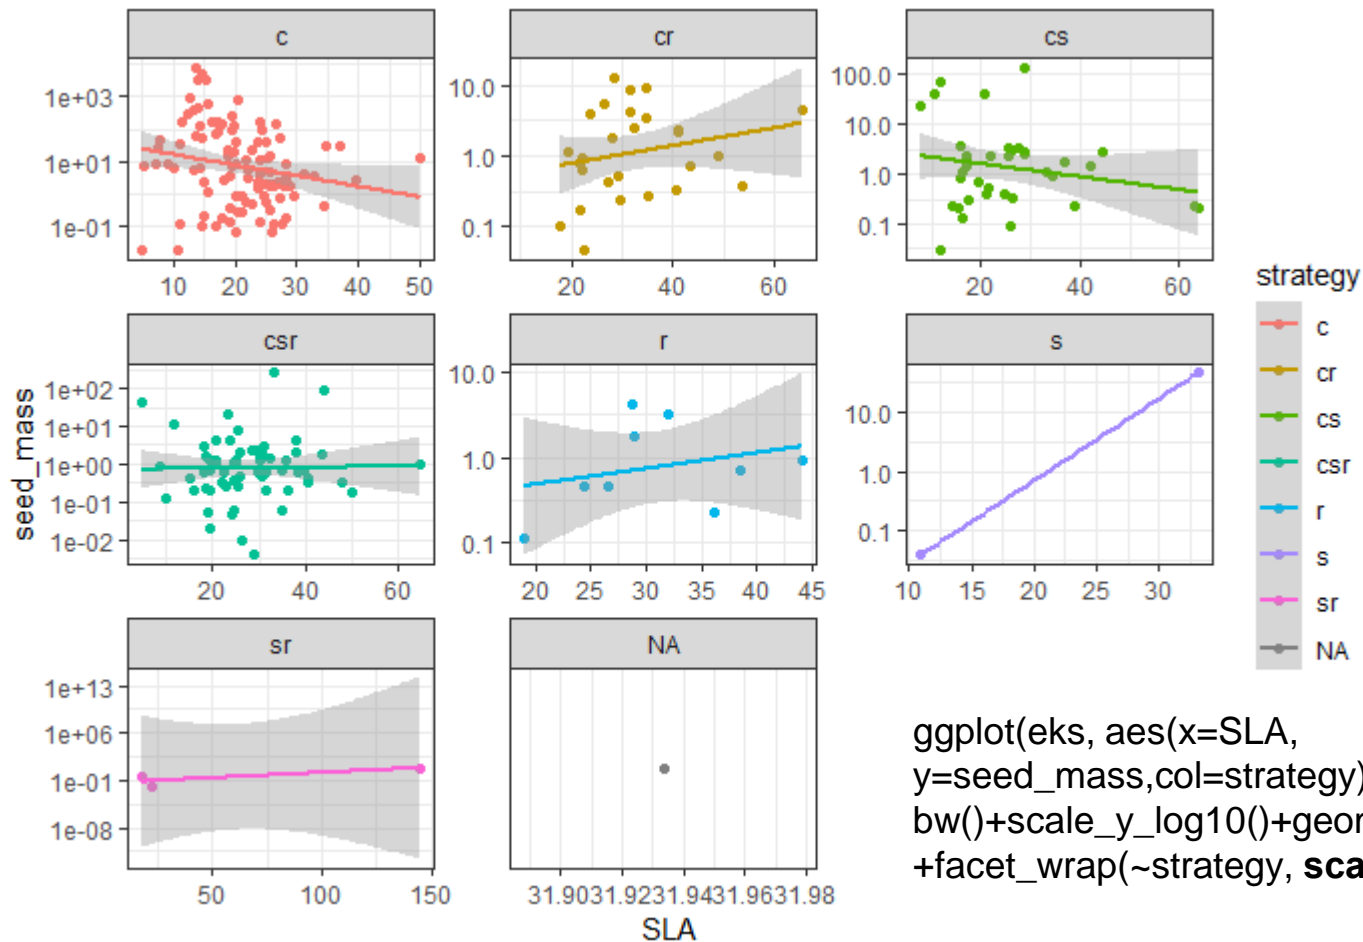 c
cr
cs
1e+03
1e+01
1e-01
10.0
1.0
0.1
100.0
10.0
1.0
0.1
10 20 30 40 50
20 40 60
20 40 60
strategy
c
cr
cs
csr
r
s
sr
NA
csr
r
s
seed_mass
1e+02
1e+01
1e+00
1e-01
1e-02
10.0
1.0
0.1
10.0
1.0
0.1
20 40 60
20 25 30 35 40 45
10 15 20 25 30
sr
NA
1e+13
1e+06
1e-01
1e-08
50 100 150
31.90 31.92 31.94 31.96 31.98
SLA
ggplot(eks, aes(x=SLA,
y=seed_mass,col=strategy)
bw()+scale_y_log10()+geo
+facet_wrap(~strategy, sca